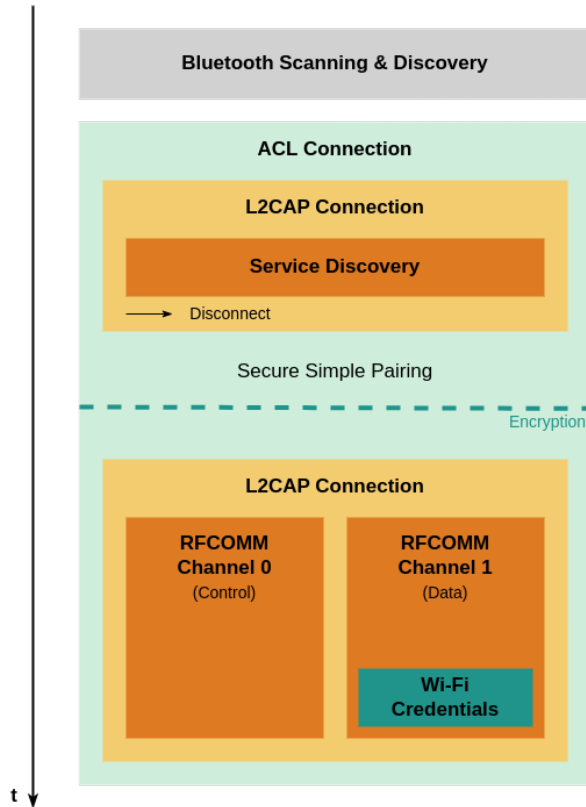 Bluetooth Scanning & Discovery
ACL Connection
L2CAP Connection
Service Discovery
Disconnect
Secure Simple Pairing
Encryption
L2CAP Connection
RFCOMM
Channel 0
(Control)
RFCOMM
Channel 1
(Data)
Wi-Fi
Credentials
t